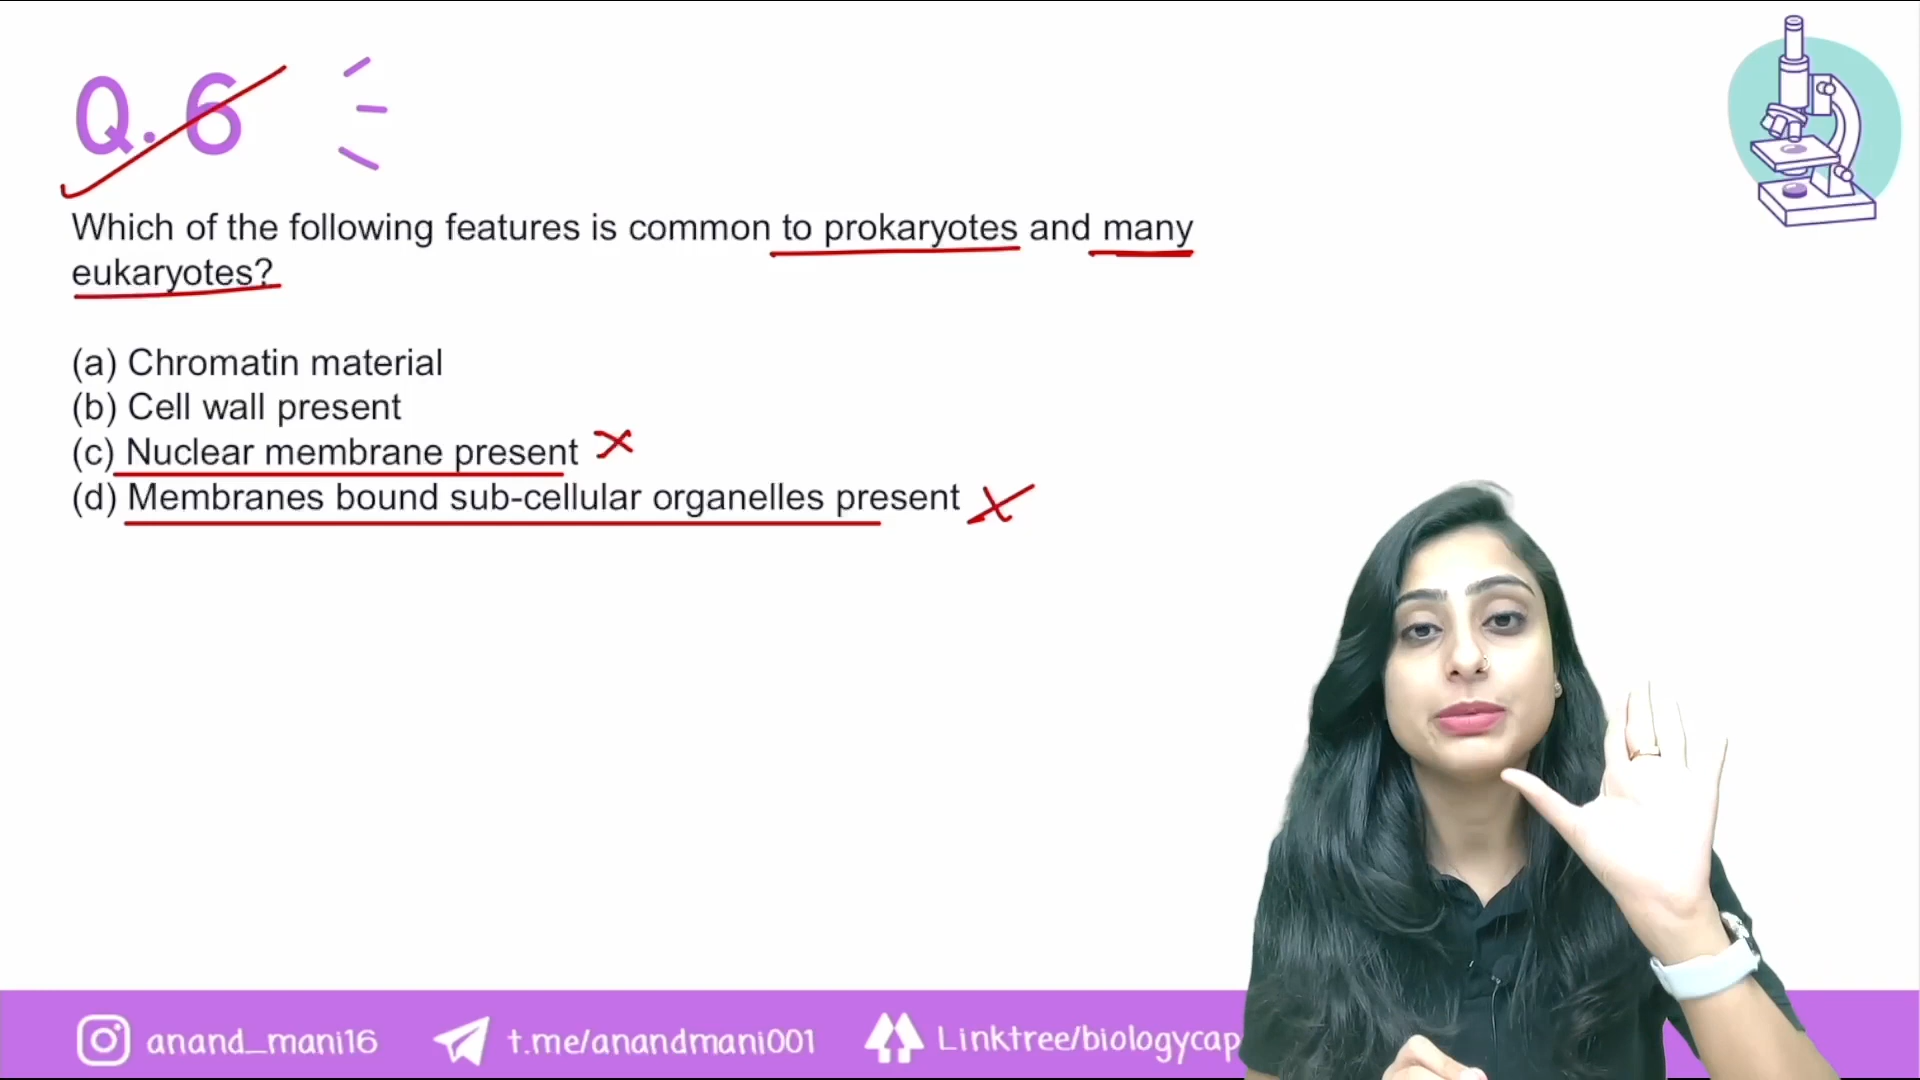 Q. 6
Which of the following features is common to prokaryotes and many
eukaryotes?
(a) Chromatin material
(b) Cell wall present
(c) Nuclear membrane present
(d) Membranes bound sub-cellular organelles present
anand_mani16
t.me/anandmani001
Linktree/biologycap